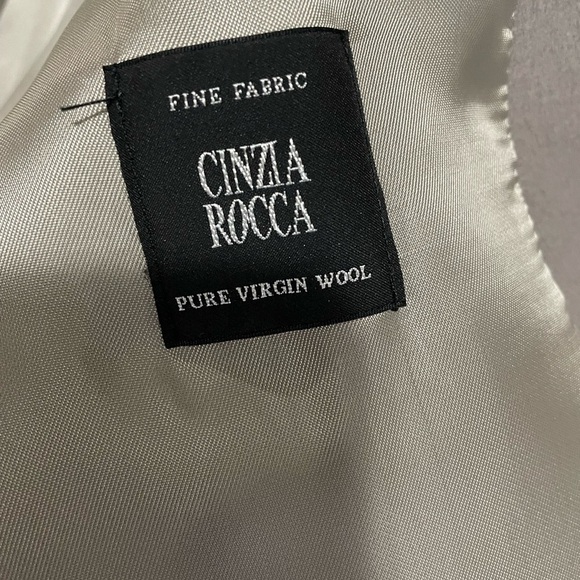 FINE FABRIC
CINZIA
ROCCA
PURE VIRGIN WOOL